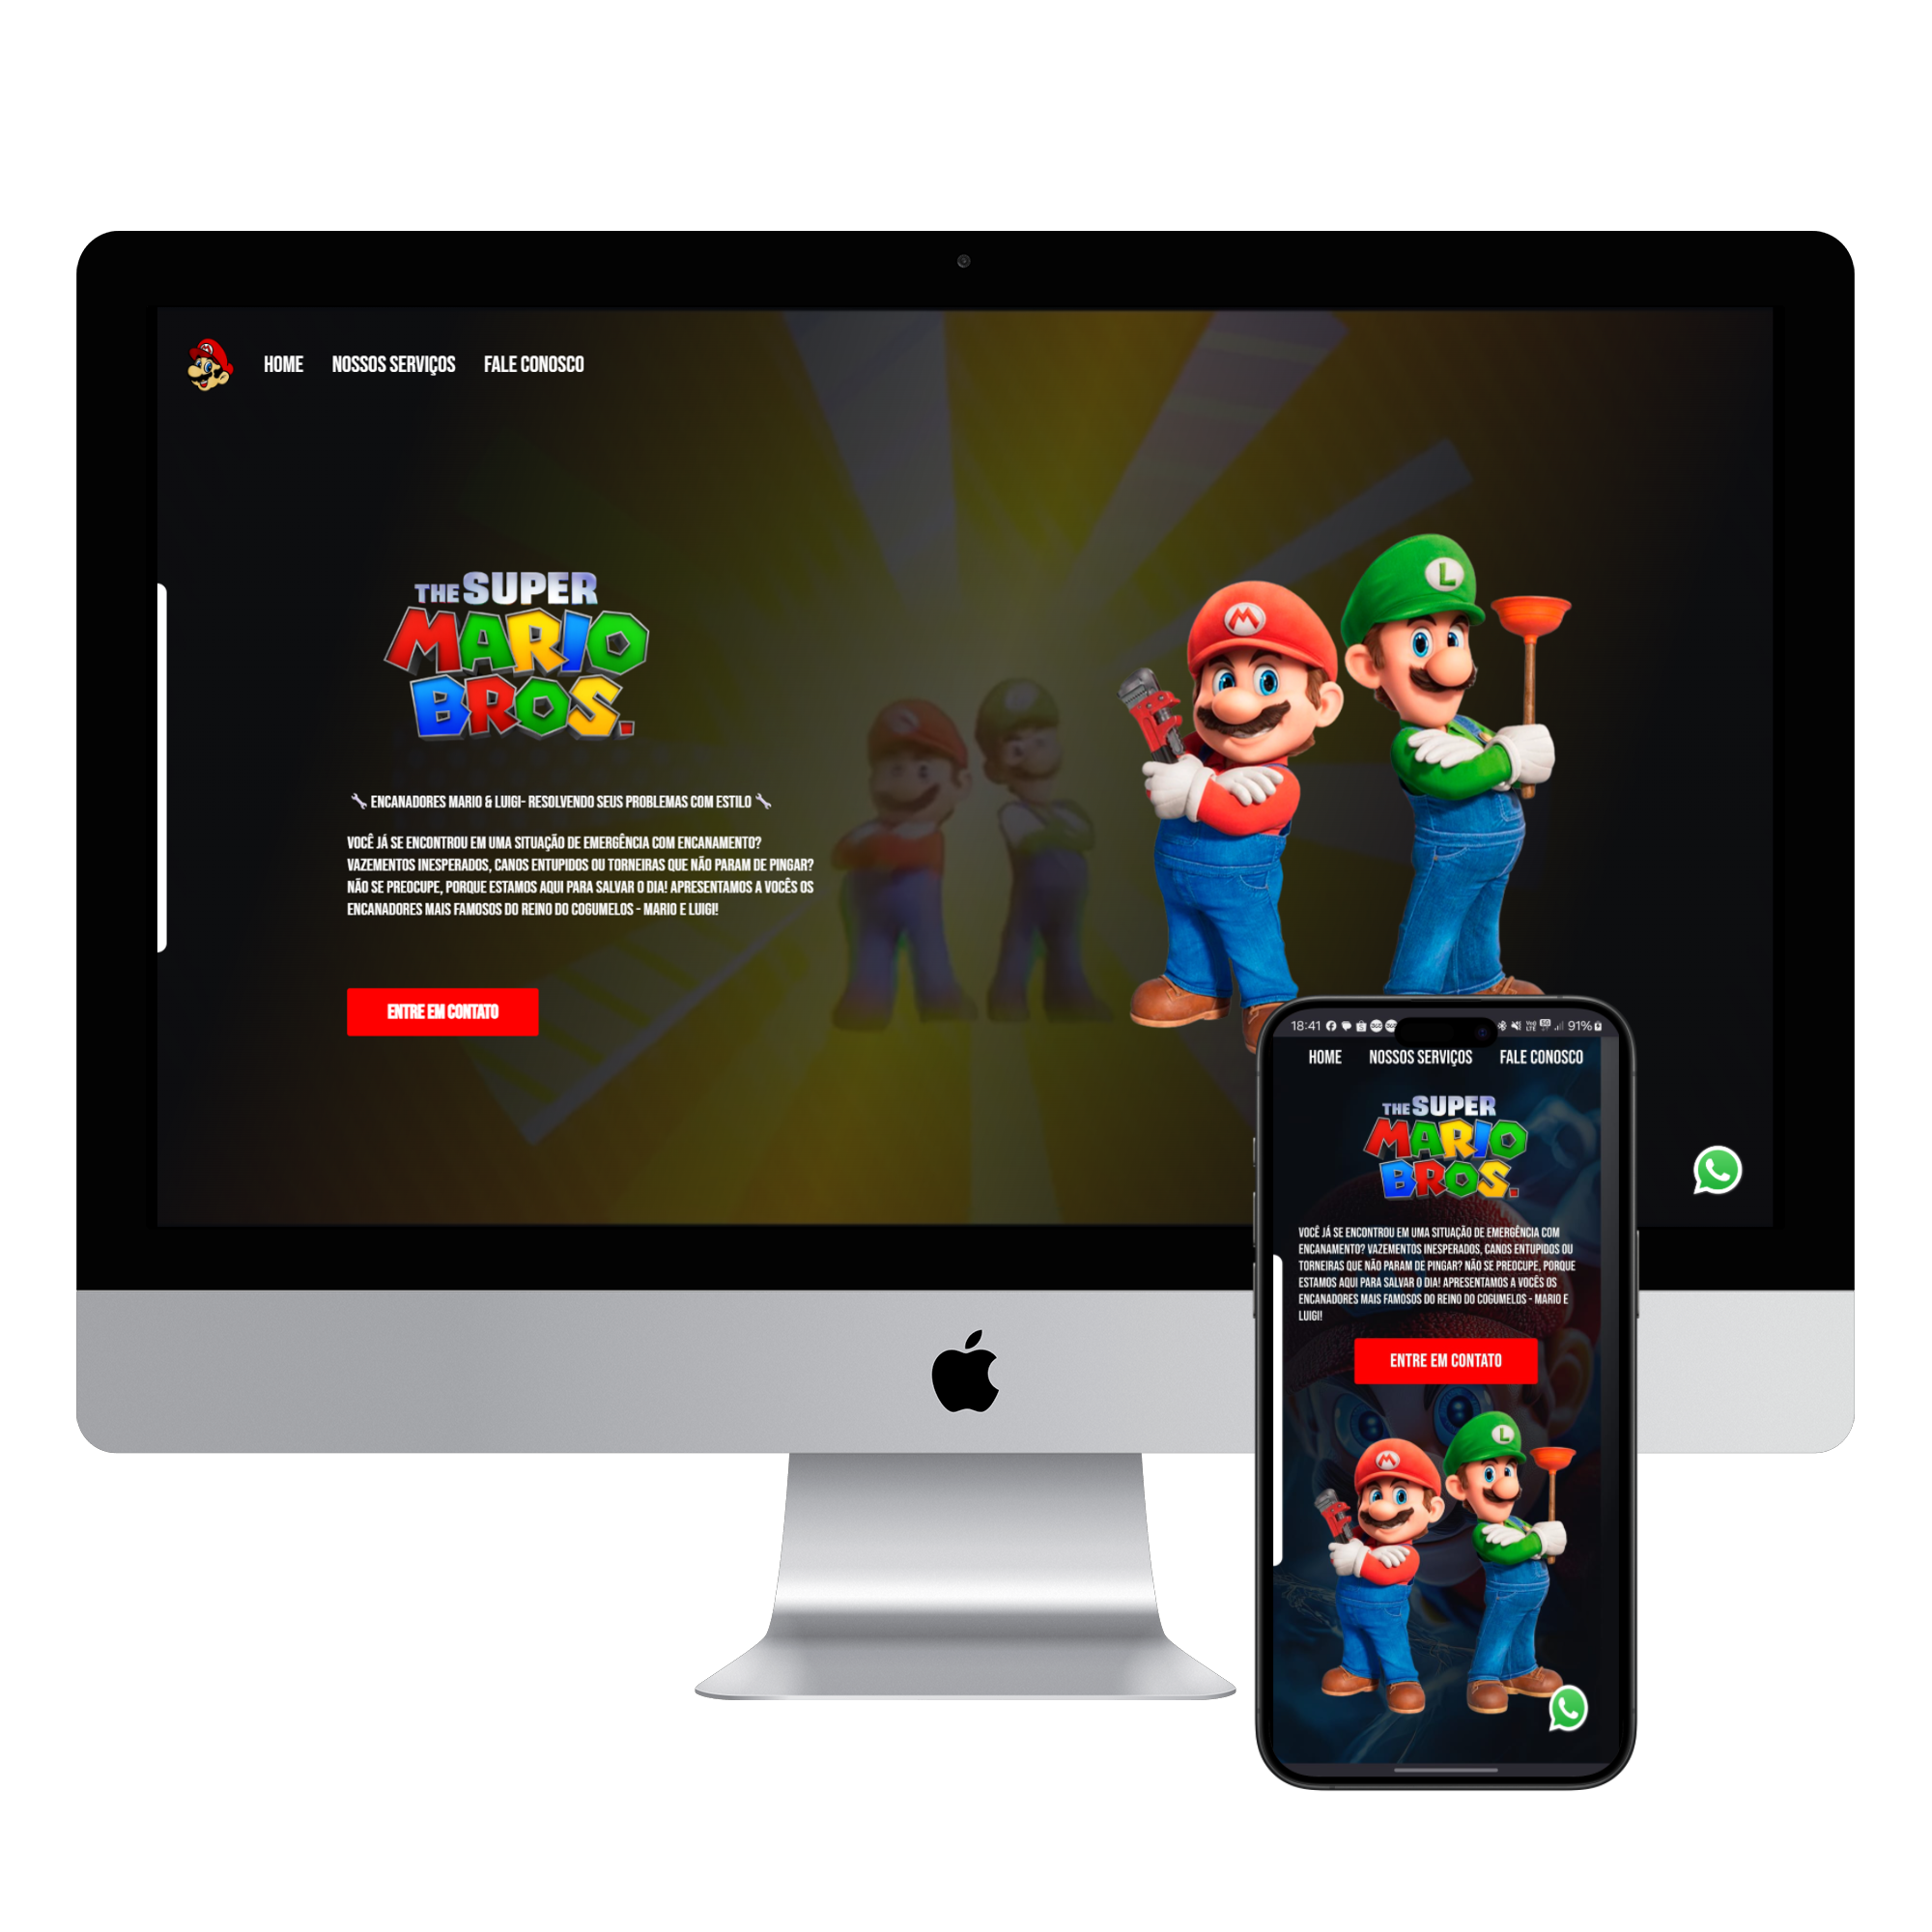 HOME NOSSOS SERVIÇOS FALE CONOSCO
THE SUPER
MARIO
BROS.
ENCANADORES MARIO & LUIGI- RESOLVENDO SEUS PROBLEMAS COM ESTILO
VOCÊ JÁ SE ENCONTROU EM UMA SITUAÇÃO DE EMERGÊNCIA COM ENCANAMENTO?
VAZEMENTOS INESPERADOS, CANOS ENTUPIDOS OU TORNEIRAS QUE NÃO PARAM DE PINGAR?
NÃO SE PREOCUPE, PORQUE ESTAMOS AQUI PARA SALVAR O DIA! APRESENTAMOS A VOCÊS OS
ENCANADORES MAIS FAMOSOS DO REINO DO COGUMELOS - MARIO E LUIGI!
ENTRE EM CONTATO
M
L
18:41 91%
HOME NOSSOS SERVIÇOS FALE CONOSCO
THE SUPER
MARIO
BROS.
VOCÊ JÁ SE ENCONTROU EM UMA SITUAÇÃO DE EMERGÊNCIA COM
ENCANAMENTO? VAZEMENTOS INESPERADOS, CANOS ENTUPIDOS OU
TORNEIRAS QUE NÃO PARAM DE PINGAR? NÃO SE PREOCUPE, PORQUE
ESTAMOS AQUI PARA SALVAR O DIA! APRESENTAMOS A VOCÊS OS
ENCANADORES MAIS FAMOSOS DO REINO DO COGUMELOS - MARIO E
LUIGI!
ENTRE EM CONTATO
M
L